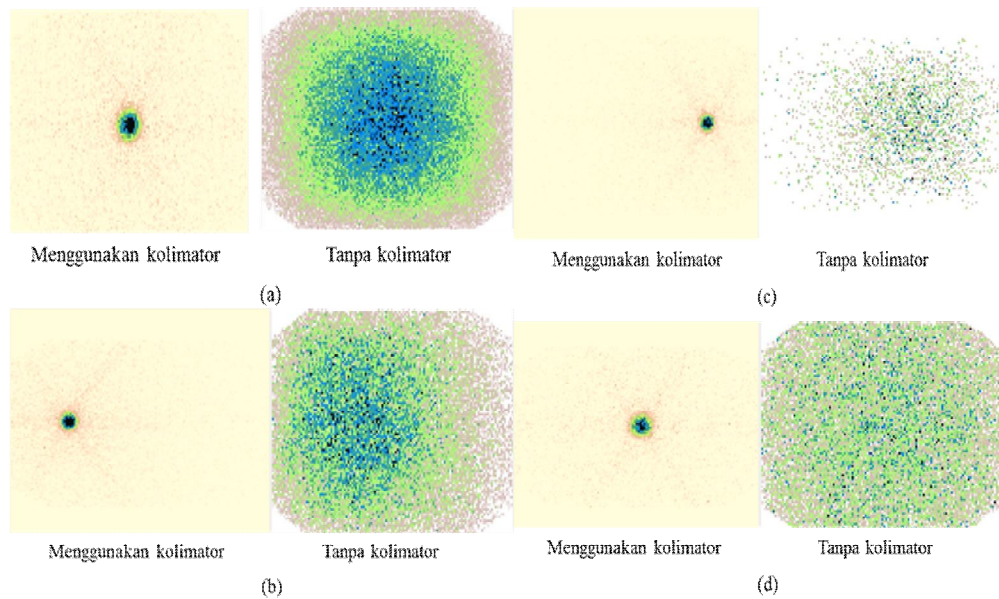 Menggunakan kolimator
Tanpa kolimator
(a)
Menggunakan kolimator
Tanpa kolimator
(c)
Menggunakan kolimator
Tanpa kolimator
(b)
Menggunakan kolimator
Tanpa kolimator
(d)